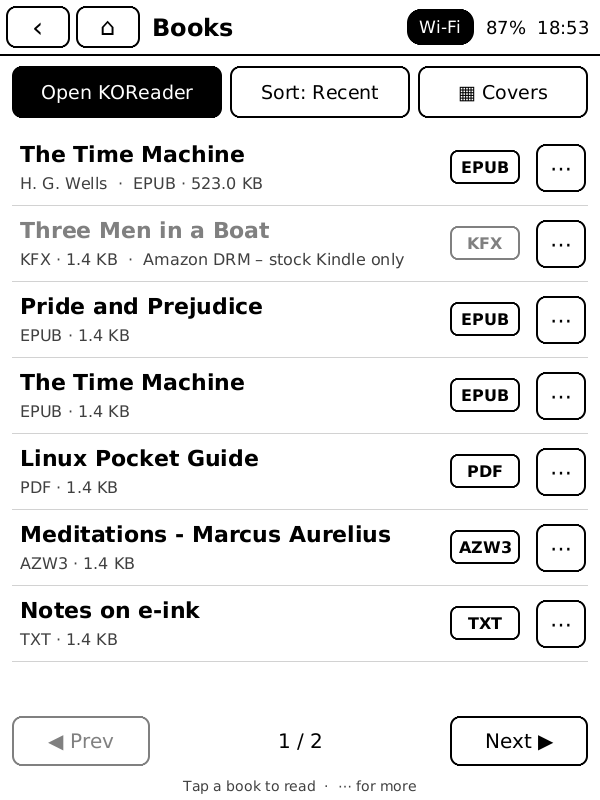 ‹ ⌂ Books Wi-Fi 87% 18:53
Open KOReader Sort: Recent ▦ Covers
The Time Machine EPUB ···
H. G. Wells · EPUB · 523.0 KB
Three Men in a Boat KFX ···
KFX · 1.4 KB · Amazon DRM – stock Kindle only
Pride and Prejudice EPUB ···
EPUB · 1.4 KB
The Time Machine EPUB ···
EPUB · 1.4 KB
Linux Pocket Guide PDF ···
PDF · 1.4 KB
Meditations - Marcus Aurelius AZW3 ···
AZW3 · 1.4 KB
Notes on e-ink TXT ···
TXT · 1.4 KB
◀ Prev 1 / 2 Next ▶
Tap a book to read · ··· for more